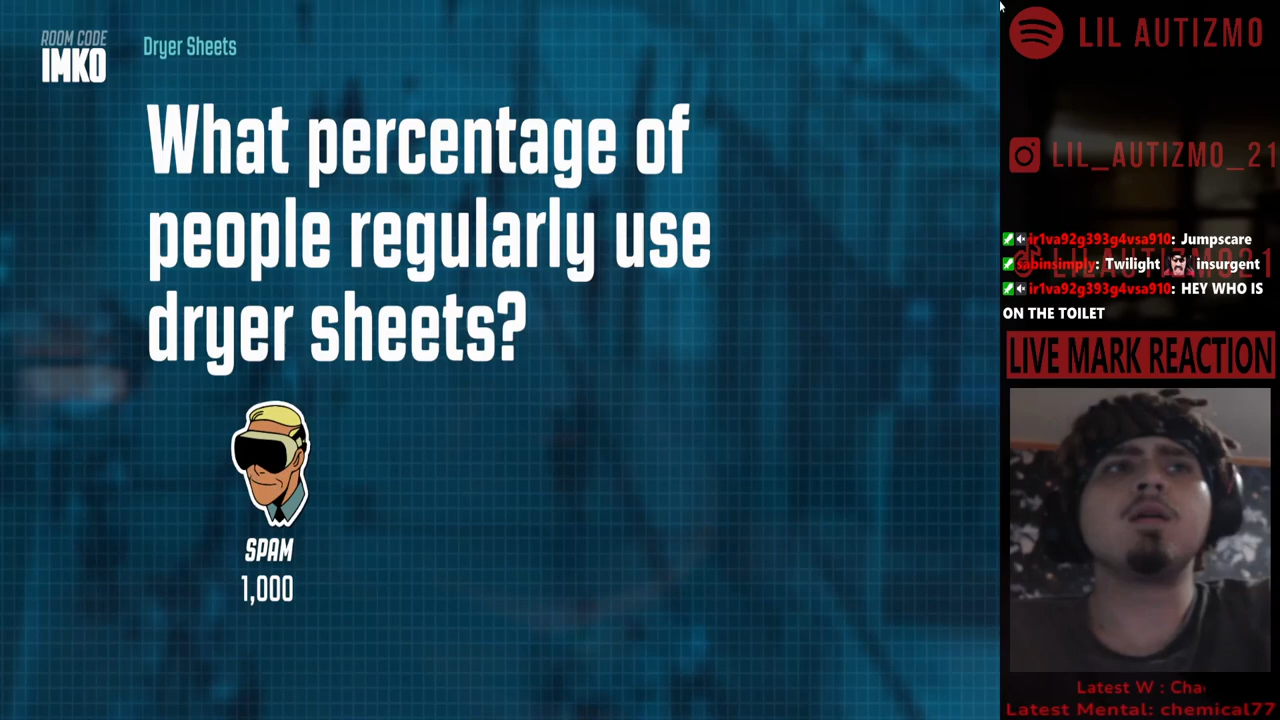 ROOM CODE
IMKO
Dryer Sheets
What percentage of
people regularly use
dryer sheets?
SPAM
1,000
LIL AUTIZMO
LIL_AUTIZMO_21
ir1va92g393g4vsa910: Jumpscare
sabinsimply: Twilight insurgent
LILAUTIZMO21
ir1va92g393g4vsa910: HEY WHO IS
ON THE TOILET
LIVE MARK REACTION
Latest W : Cha
Latest Mental: chemical77